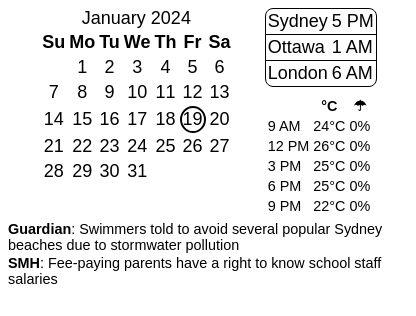 January 2024
Su Mo Tu We Th Fr Sa
1 2 3 4 5 6
7 8 9 10 11 12 13
14 15 16 17 18 19 20
21 22 23 24 25 26 27
28 29 30 31
Sydney 5 PM
Ottawa 1 AM
London 6 AM
°C ☂
9 AM 24°C 0%
12 PM 26°C 0%
3 PM 25°C 0%
6 PM 25°C 0%
9 PM 22°C 0%
Guardian: Swimmers told to avoid several popular Sydney
beaches due to stormwater pollution
SMH: Fee-paying parents have a right to know school staff
salaries